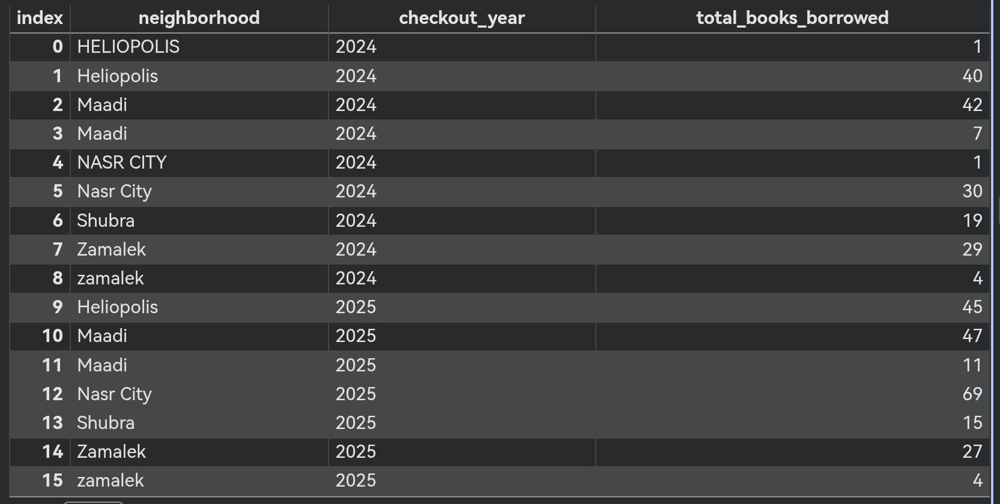 index neighborhood checkout_year total_books_borrowed
0 HELIOPOLIS 2024 1
1 Heliopolis 2024 40
2 Maadi 2024 42
3 Maadi 2024 7
4 NASR CITY 2024 1
5 Nasr City 2024 30
6 Shubra 2024 19
7 Zamalek 2024 29
8 zamalek 2024 4
9 Heliopolis 2025 45
10 Maadi 2025 47
11 Maadi 2025 11
12 Nasr City 2025 69
13 Shubra 2025 15
14 Zamalek 2025 27
15 zamalek 2025 4